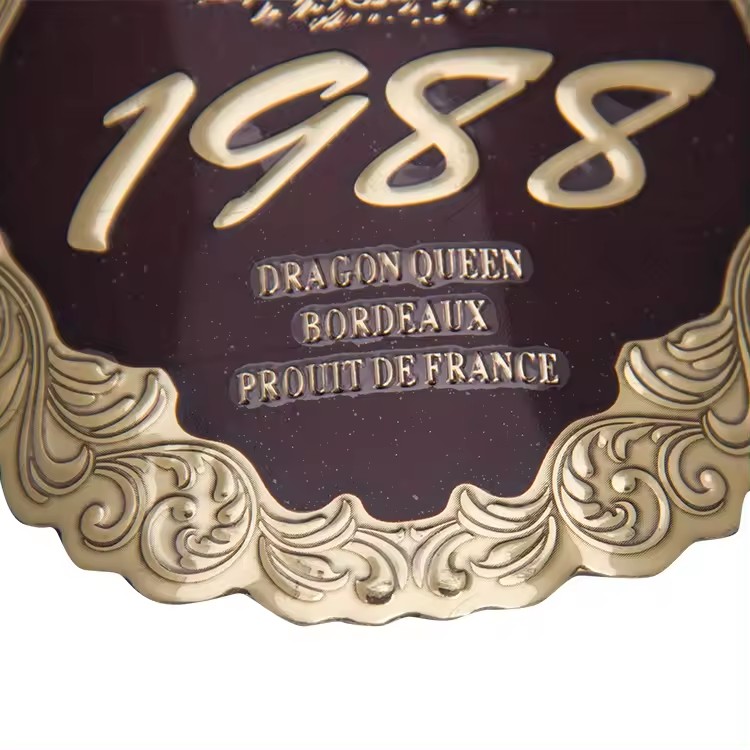 1988
DRAGON QUEEN
BORDEAUX
PROUIT DE FRANCE